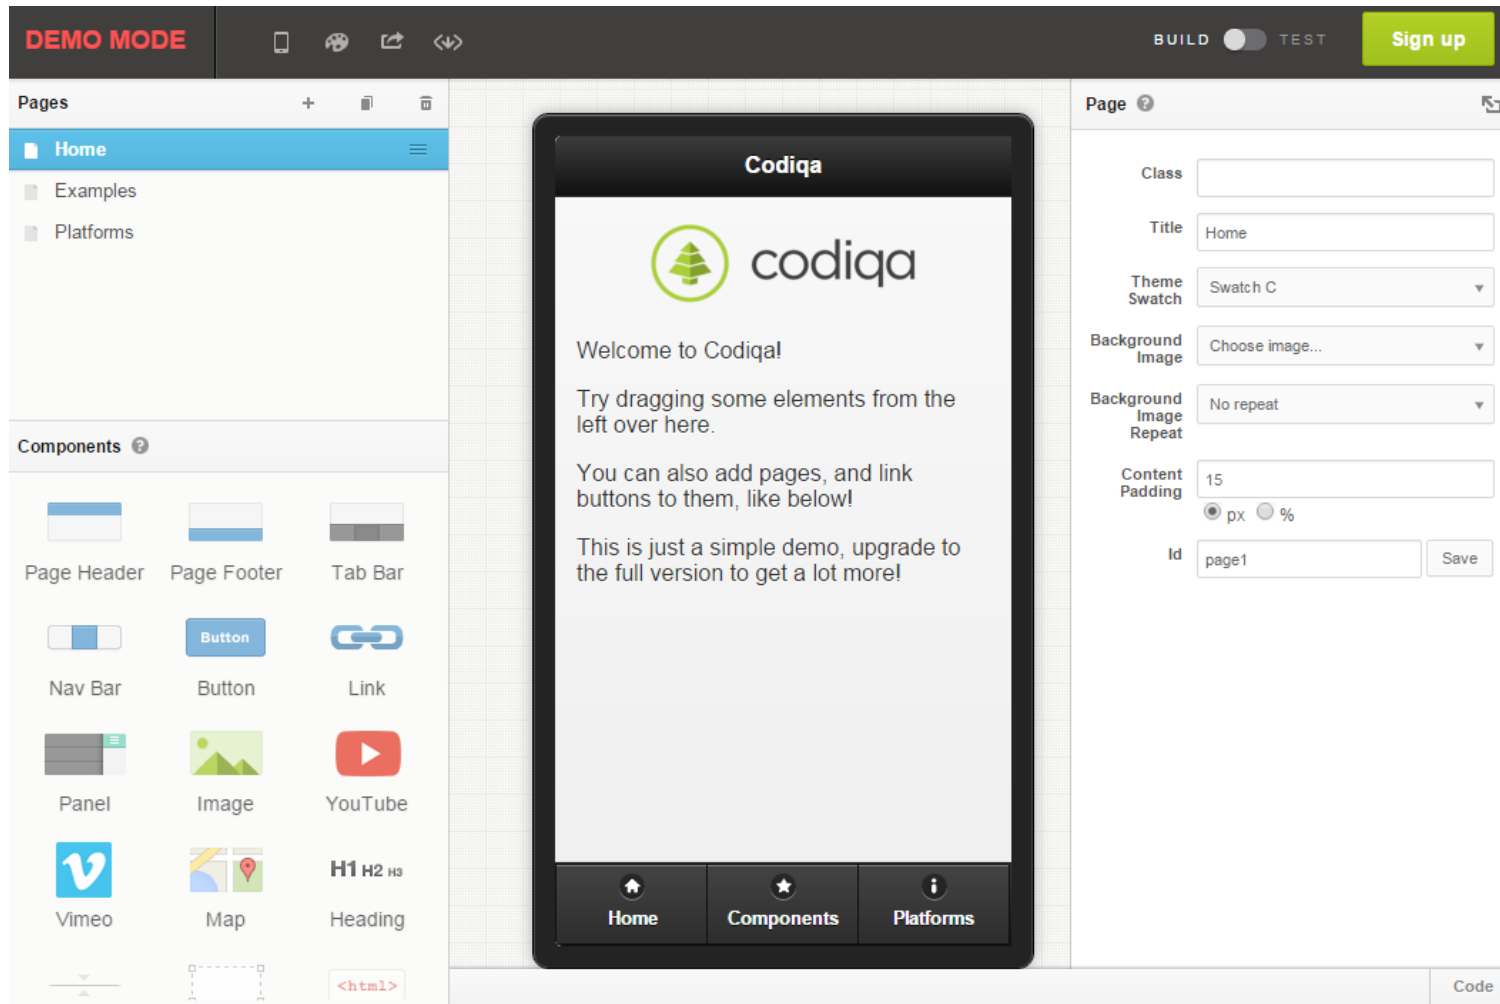 DEMO MODE
BUILD TEST
Sign up
Pages
Home
Examples
Platforms
Components ?
Page Header Page Footer Tab Bar
Button
Nav Bar Button Link
Panel Image YouTube
H1 H2 H3
Vimeo Map Heading
<html>
Codiqa
codiqa
Welcome to Codiqa!
Try dragging some elements from the
left over here.
You can also add pages, and link
buttons to them, like below!
This is just a simple demo, upgrade to
the full version to get a lot more!
Home Components Platforms
Page ?
Class
Title Home
Theme
Swatch Swatch C
Background
Image Choose image...
Background
Image
Repeat No repeat
Content
Padding 15
px %
Id page1 Save
Code